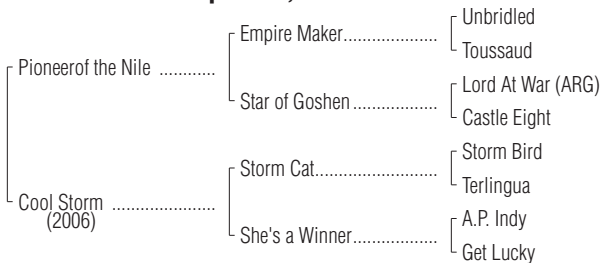 Unbridled
Empire Maker....................
Toussaud
Pioneerof the Nile ............
Lord At War (ARG)
Star of Goshen ..................
Castle Eight
Storm Bird
Storm Cat..........................
Terlingua
Cool Storm ......................
(2006)
A.P. Indy
She's a Winner..................
Get Lucky